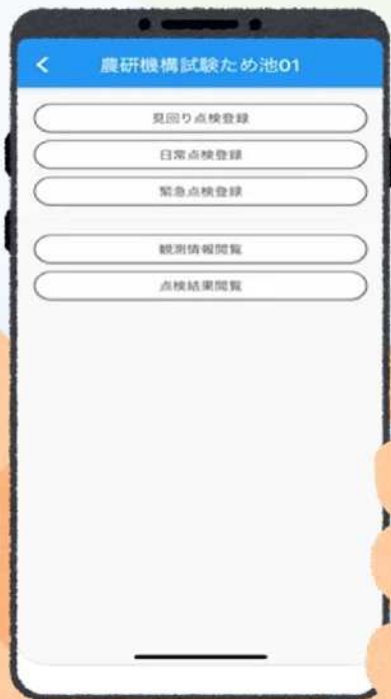 農研機構試験ため池01
見回り点検登録
日常点検登録
緊急点検登録
観測情報閲覧
点検結果閲覧